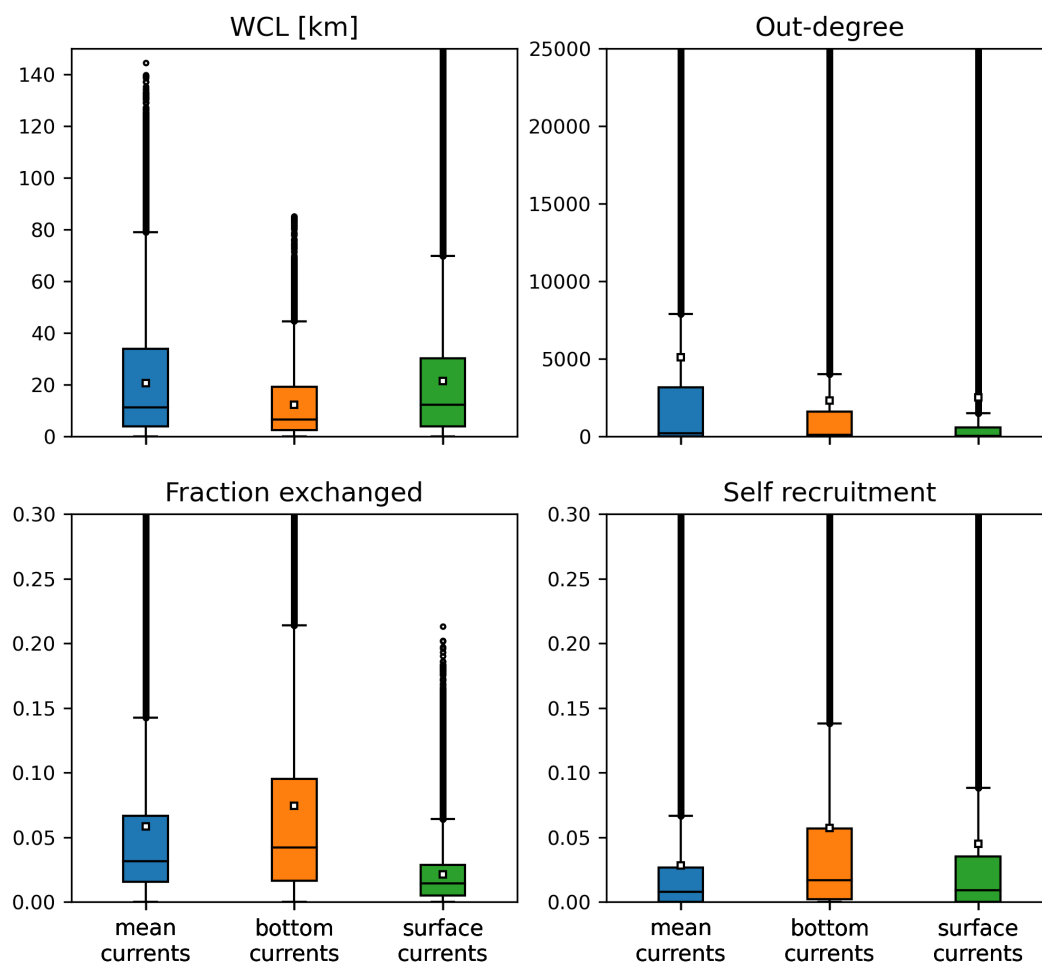 WCL [km]
140
120
100
80
60
40
20
0
Out-degree
25000
20000
15000
10000
5000
0
Fraction exchanged
0.30
0.25
0.20
0.15
0.10
0.05
0.00
mean
currents
bottom
currents
surface
currents
Self recruitment
0.30
0.25
0.20
0.15
0.10
0.05
0.00
mean
currents
bottom
currents
surface
currents